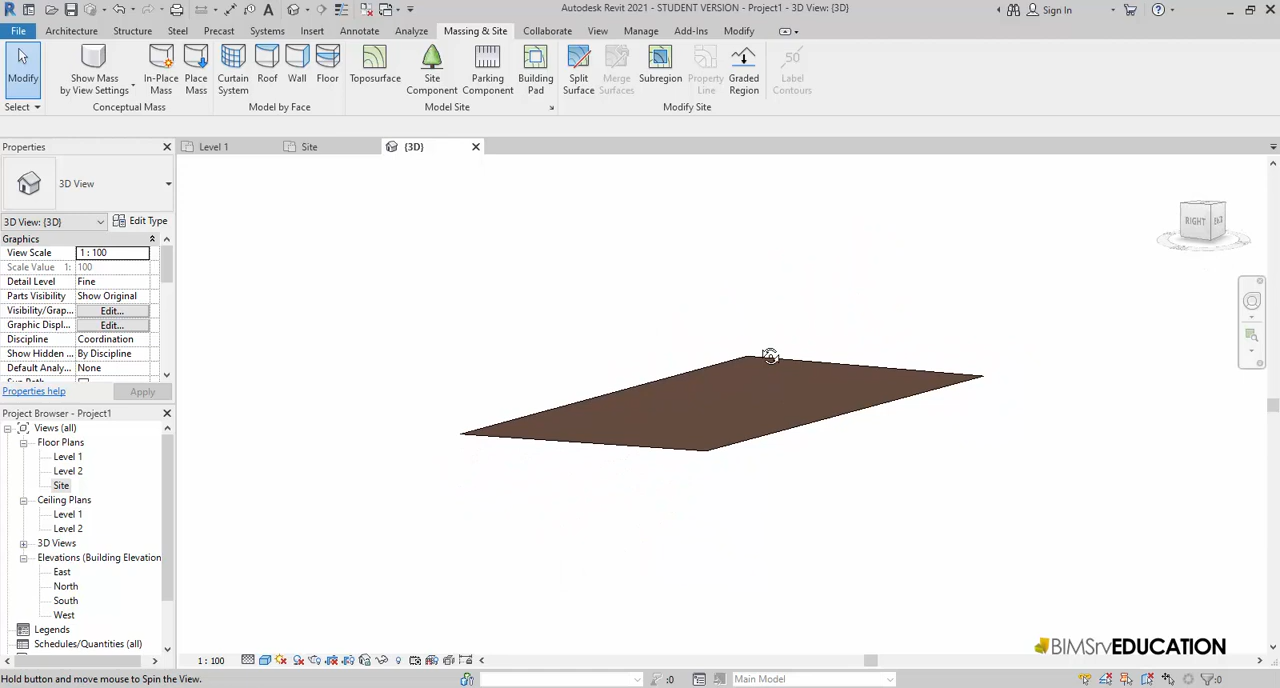 Autodesk Revit 2021 - STUDENT VERSION - Project1 - 3D View: {3D}
Sign In
File Architecture Structure Steel Precast Systems Insert Annotate Analyze Massing & Site Collaborate View Manage Add-Ins Modify
Modify
Show Mass by View Settings
In-Place Mass
Place Mass
Curtain System
Roof
Wall
Floor
Toposurface
Site Component
Parking Component
Building Pad
Split Surface
Merge Surfaces
Subregion
Property Line
Graded Region
50
Label Contours
Select Conceptual Mass Model by Face Model Site Modify Site
Properties
Level 1
Site
{3D}
3D View
3D View: {3D} Edit Type
Graphics
View Scale 1 : 100
Scale Value 1: 100
Detail Level Fine
Parts Visibility Show Original
Visibility/Grap... Edit...
Graphic Displ... Edit...
Discipline Coordination
Show Hidden ... By Discipline
Default Analy... None
Properties help Apply
Project Browser - Project1
Views (all)
Floor Plans
Level 1
Level 2
Site
Ceiling Plans
Level 1
Level 2
3D Views
Elevations (Building Elevation
East
North
South
West
Legends
Schedules/Quantities (all)
RIGHT
BIMSrvEDUCATION
1 : 100
Hold button and move mouse to Spin the View.
:0
Main Model
:0